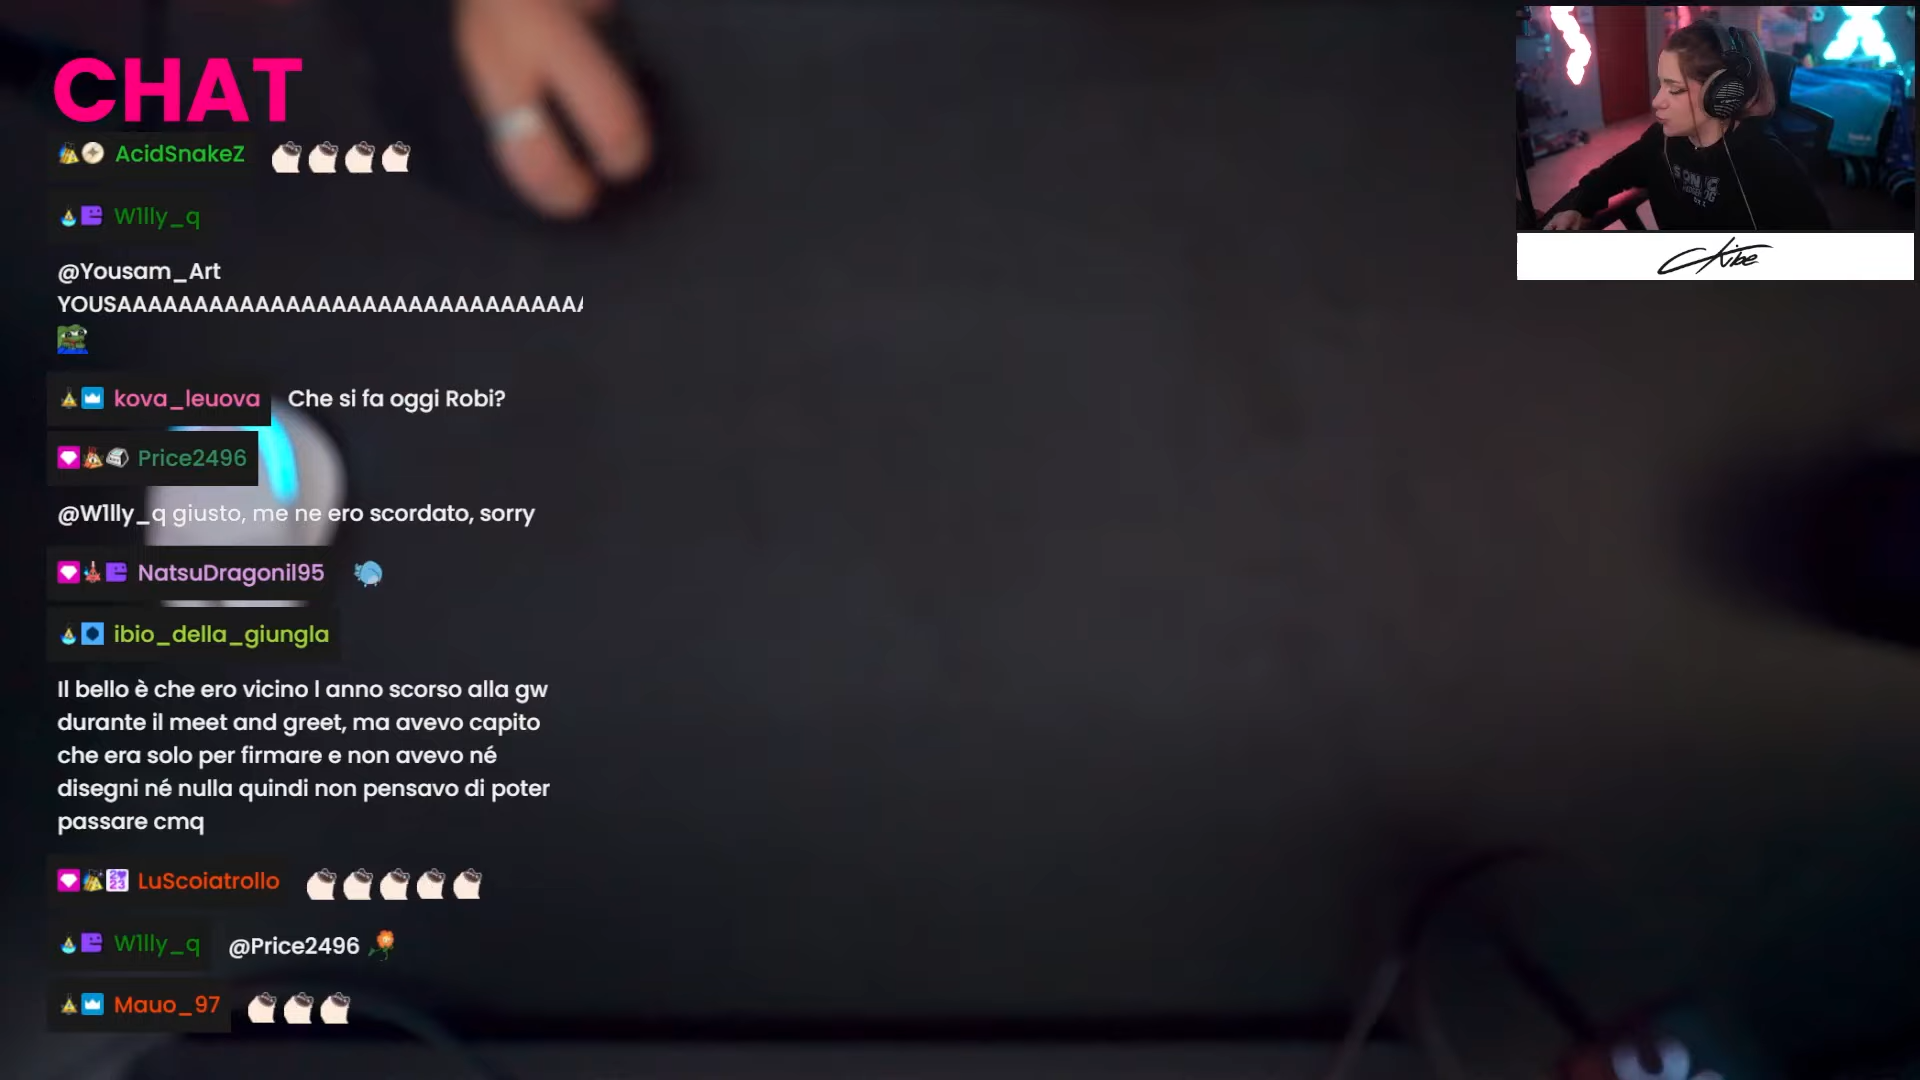 CHAT
AcidSnakeZ
W1lly_q
@Yousam_Art
YOUSAAAAAAAAAAAAAAAAAAAAAAAAAAAAAAA
kova_leuova Che si fa oggi Robi?
Price2496
@W1lly_q giusto, me ne ero scordato, sorry
NatsuDragonil95
ibio_della_giungla
Il bello è che ero vicino l anno scorso alla gw
durante il meet and greet, ma avevo capito
che era solo per firmare e non avevo né
disegni né nulla quindi non pensavo di poter
passare cmq
LuScoiatrollo
W1lly_q @Price2496
Mauo_97
SONIC
Kibe